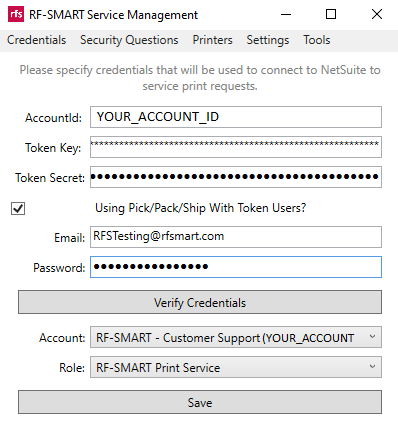 rfs RF-SMART Service Management
Credentials Security Questions Printers Settings Tools
Please specify credentials that will be used to connect to NetSuite to
service print requests.
AccountId: YOUR_ACCOUNT_ID
Token Key: ****************************************************************
Token Secret: ●●●●●●●●●●●●●●●●●●●●●●●●●●●●●●●●●●●●●●●●
Using Pick/Pack/Ship With Token Users?
Email: RFSTesting@rfsmart.com
Password: ●●●●●●●●●●●●●●●●
Verify Credentials
Account: RF-SMART - Customer Support (YOUR_ACCOUNT
Role: RF-SMART Print Service
Save